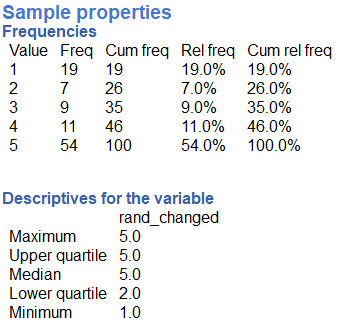 Sample properties
Frequencies
Value Freq Cum freq Rel freq Cum rel freq
1 19 19 19.0% 19.0%
2 7 26 7.0% 26.0%
3 9 35 9.0% 35.0%
4 11 46 11.0% 46.0%
5 54 100 54.0% 100.0%
Descriptives for the variable
rand_changed
Maximum 5.0
Upper quartile 5.0
Median 5.0
Lower quartile 2.0
Minimum 1.0